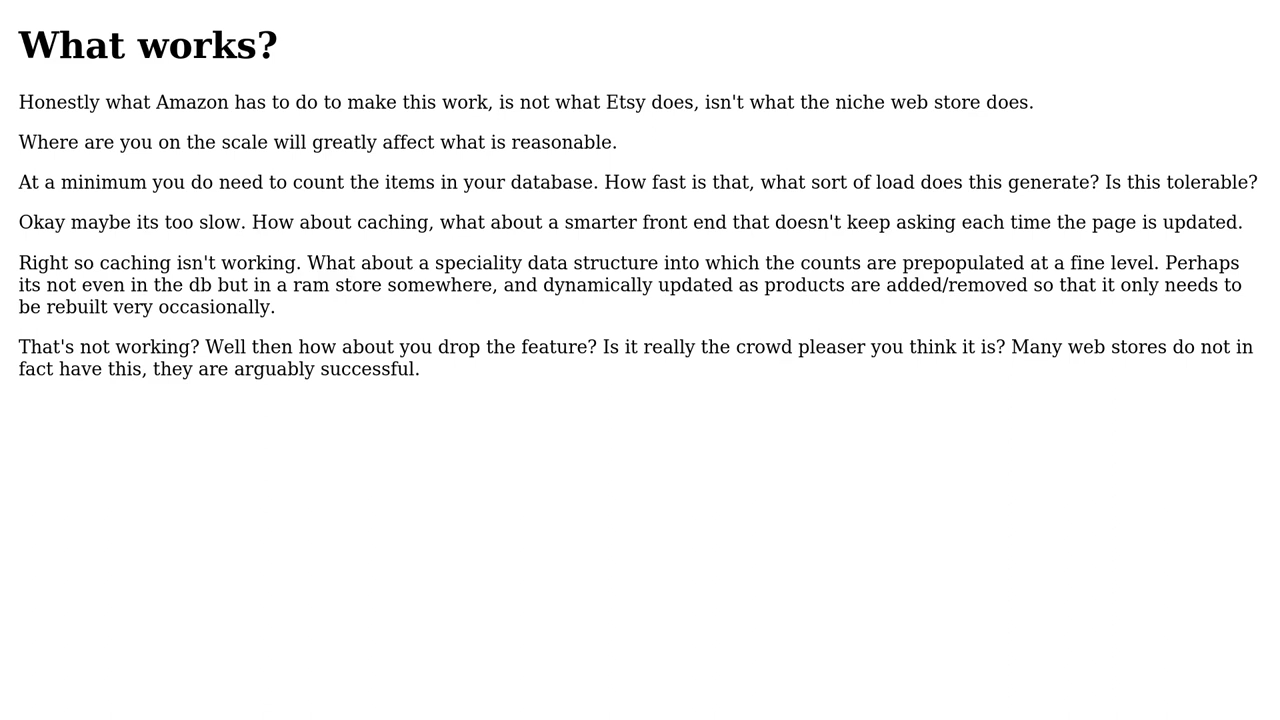 What works?
Honestly what Amazon has to do to make this work, is not what Etsy does, isn't what the niche web store does.
Where are you on the scale will greatly affect what is reasonable.
At a minimum you do need to count the items in your database. How fast is that, what sort of load does this generate? Is this tolerable?
Okay maybe its too slow. How about caching, what about a smarter front end that doesn't keep asking each time the page is updated.
Right so caching isn't working. What about a speciality data structure into which the counts are prepopulated at a fine level. Perhaps
its not even in the db but in a ram store somewhere, and dynamically updated as products are added/removed so that it only needs to
be rebuilt very occasionally.
That's not working? Well then how about you drop the feature? Is it really the crowd pleaser you think it is? Many web stores do not in
fact have this, they are arguably successful.